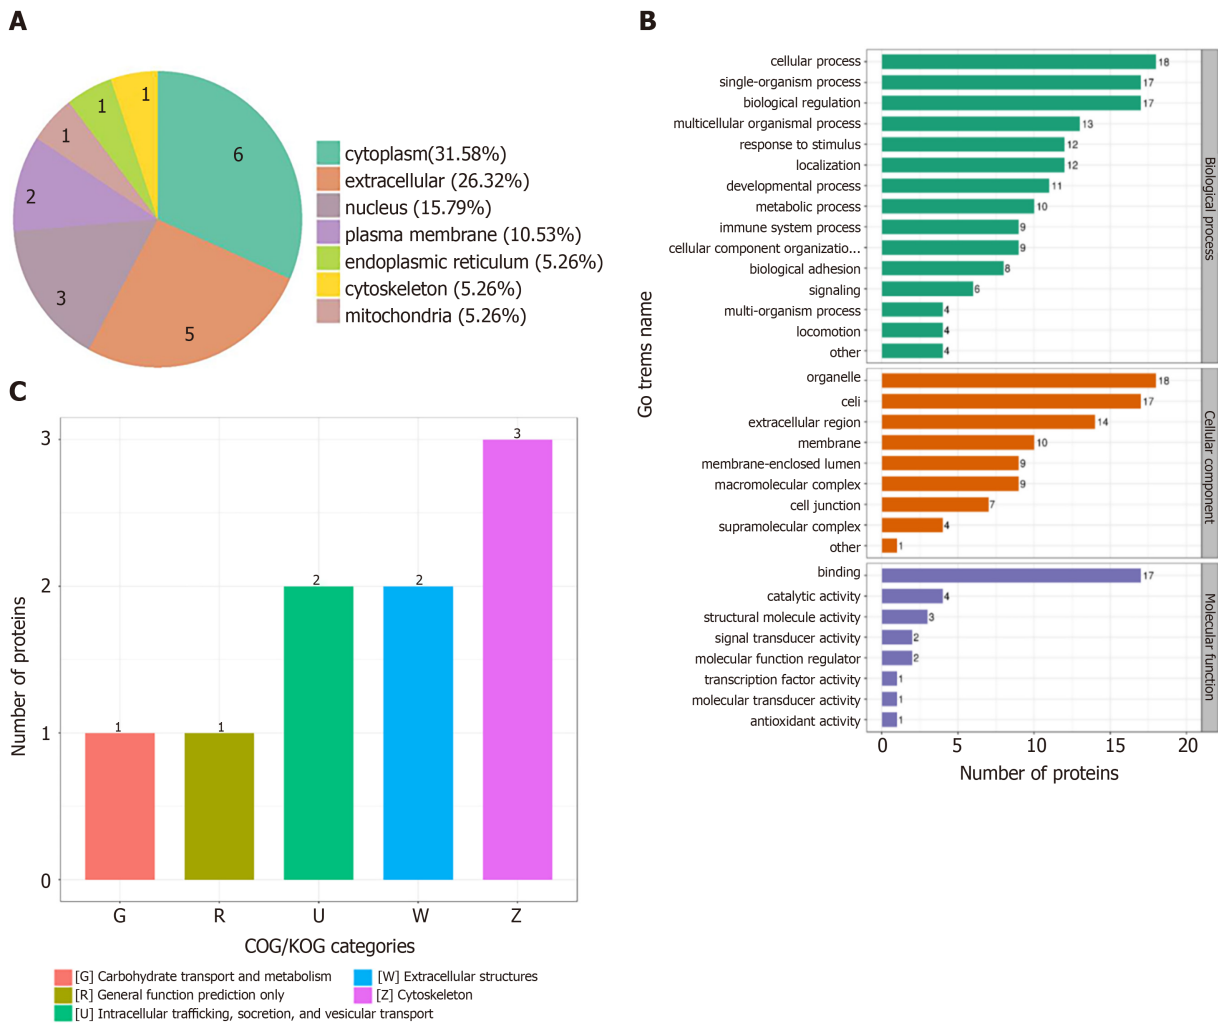 A
6
5
3
2
1
1
1
cytoplasm(31.58%)
extracellular (26.32%)
nucleus (15.79%)
plasma membrane (10.53%)
endoplasmic reticulum (5.26%)
cytoskeleton (5.26%)
mitochondria (5.26%)
B
Go trems name
cellular process 18
single-organism process 17
biological regulation 17
multicellular organismal process 13
response to stimulus 12
localization 12
developmental process 11
metabolic process 10
immune system process 9
cellular component organizatio... 9
biological adhesion 8
signaling 6
multi-organism process 4
locomotion 4
other 4
Biological process
organelle 18
celi 17
extracellular region 14
membrane 10
membrane-enclosed lumen 9
macromolecular complex 9
cell junction 7
supramolecular complex 4
other 1
Cellular component
binding 17
catalytic activity 4
structural molecule activity 3
signal transducer activity 2
molecular function regulator 2
transcription factor activity 1
molecular transducer activity 1
antioxidant activity 1
Molecular function
0 5 10 15 20
Number of proteins
C
Number of proteins
3
2
1
0
1 1 2 2 3
G R U W Z
COG/KOG categories
[G] Carbohydrate transport and metabolism
[R] General function prediction only
[U] Intracellular trafficking, socretion, and vesicular transport
[W] Extracellular structures
[Z] Cytoskeleton